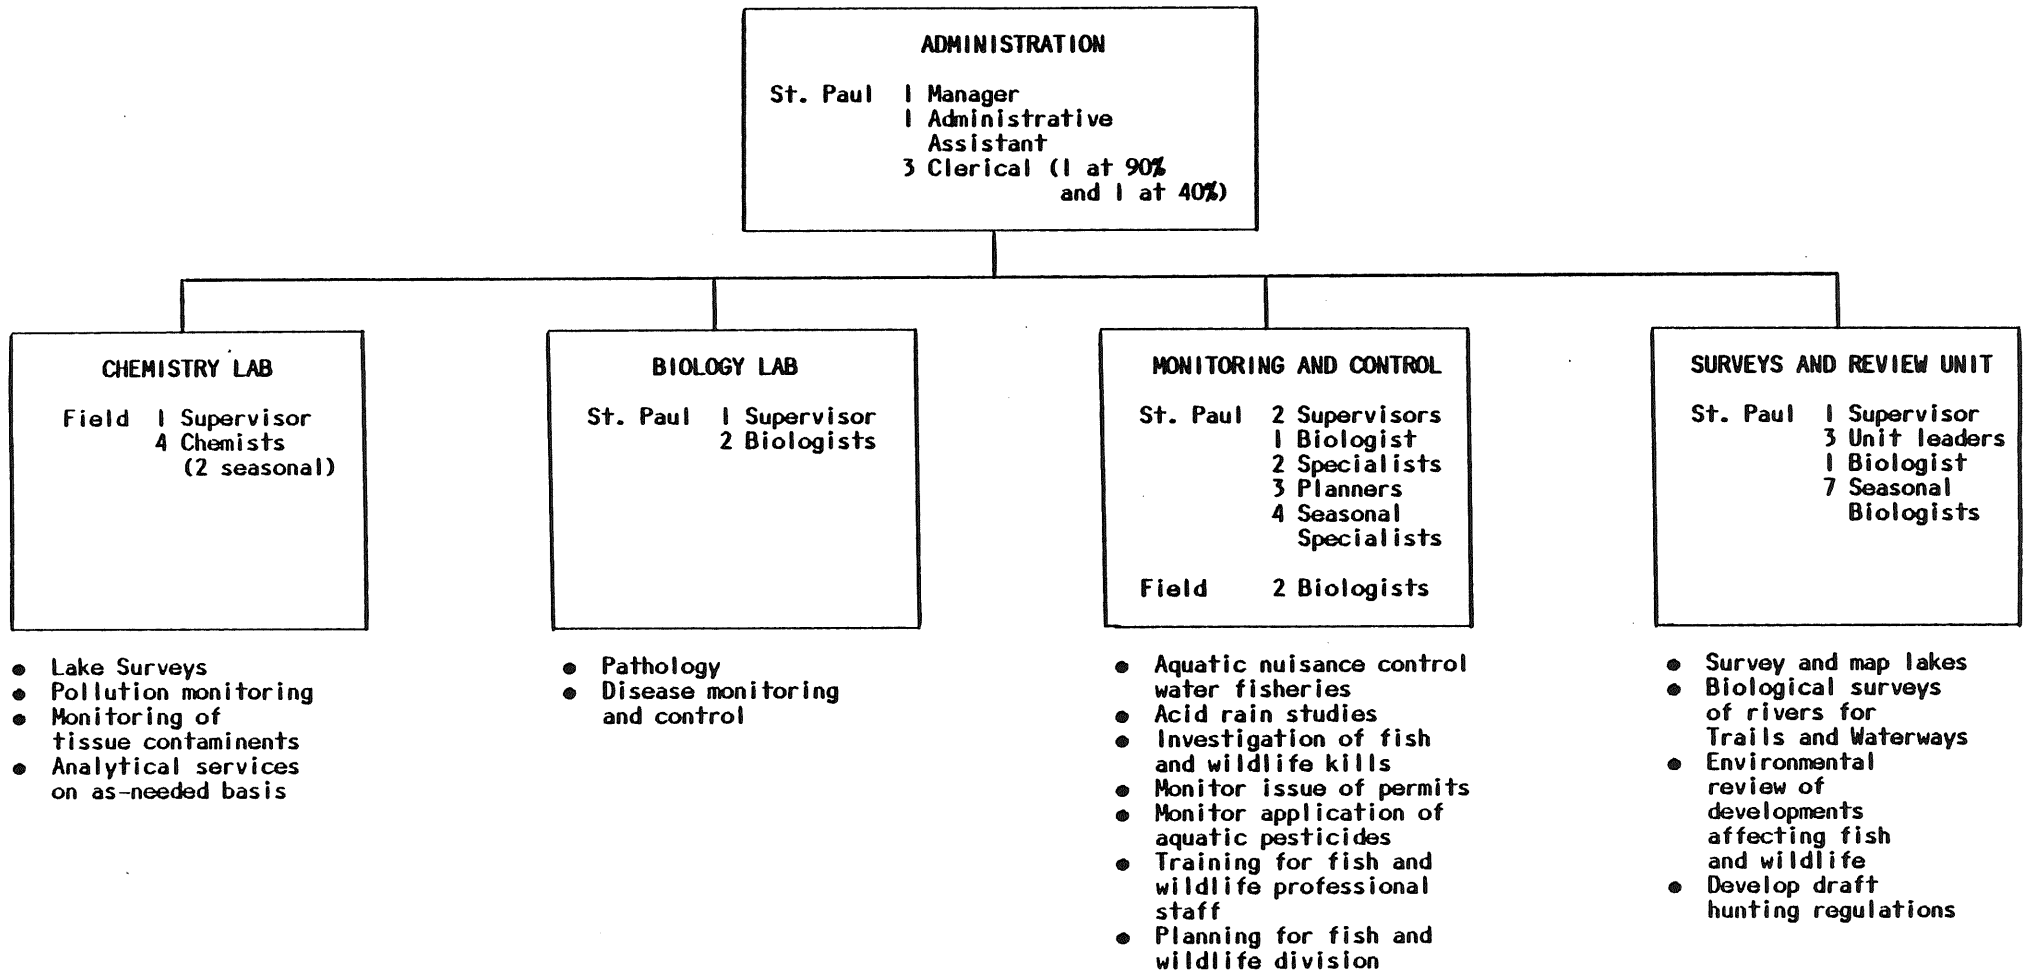 ADMINISTRATION
St. Paul 1 Manager
1 Administrative
Assistant
3 Clerical (1 at 90%
and 1 at 40%)
CHEMISTRY LAB
Field 1 Supervisor
4 Chemists
(2 seasonal)
BIOLOGY LAB
St. Paul 1 Supervisor
2 Biologists
MONITORING AND CONTROL
St. Paul 2 Supervisors
1 Biologist
2 Specialists
3 Planners
4 Seasonal
Specialists
Field 2 Biologists
SURVEYS AND REVIEW UNIT
St. Paul 1 Supervisor
3 Unit leaders
1 Biologist
7 Seasonal
Biologists
● Lake Surveys
● Pollution monitoring
● Monitoring of
tissue contaminents
● Analytical services
on as-needed basis
● Pathology
● Disease monitoring
and control
● Aquatic nuisance control
water fisheries
● Acid rain studies
● Investigation of fish
and wildlife kills
● Monitor issue of permits
● Monitor application of
aquatic pesticides
● Training for fish and
wildlife professional
staff
● Planning for fish and
wildlife division
● Survey and map lakes
● Biological surveys
of rivers for
Trails and Waterways
● Environmental
review of
developments
affecting fish
and wildlife
● Develop draft
hunting regulations